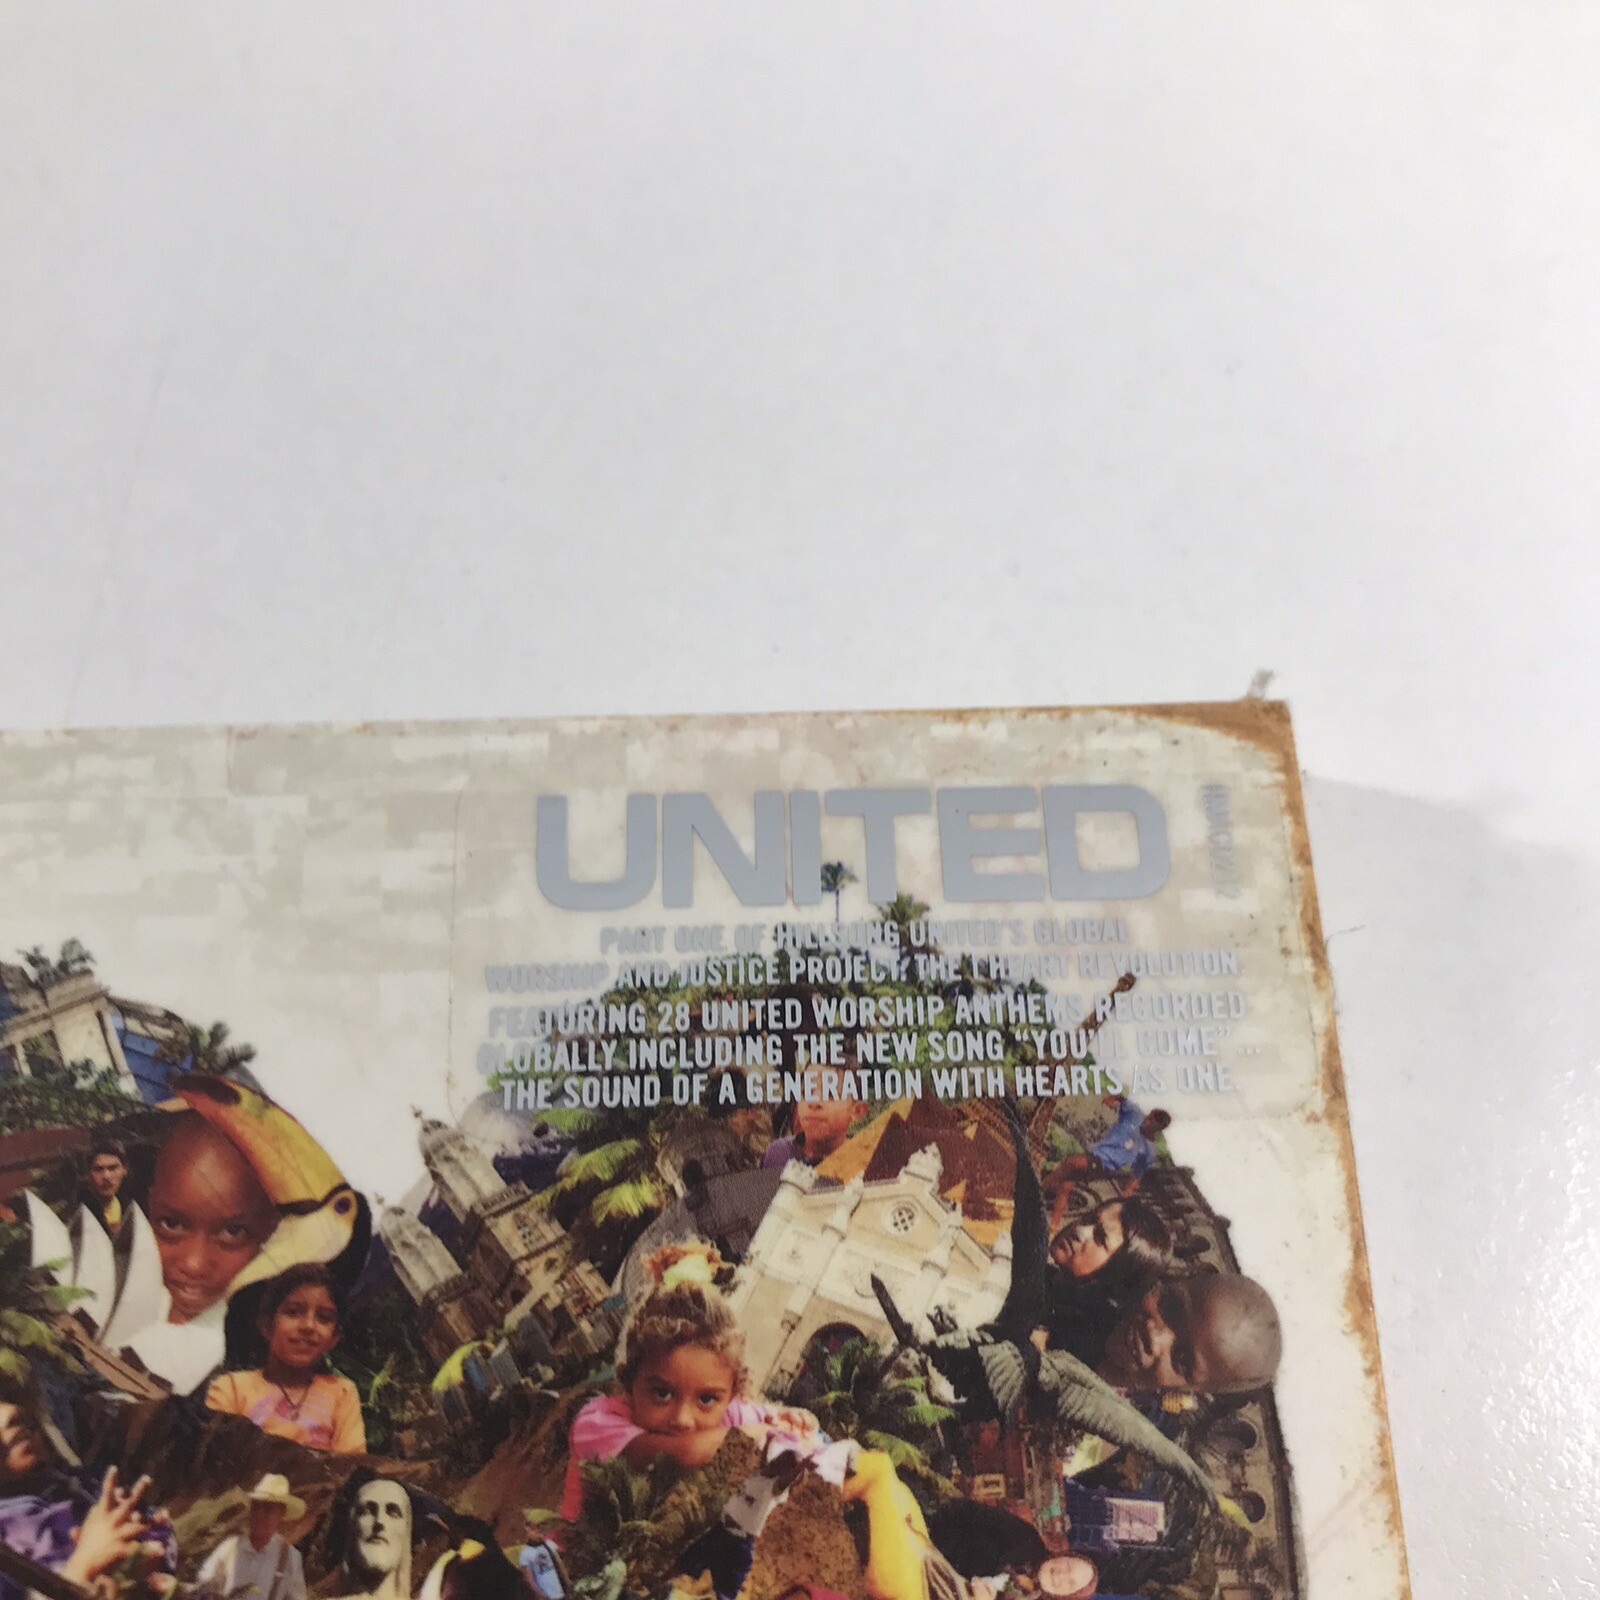 UNITED
PART ONE OF HILLSONG UNITED'S GLOBAL
WORSHIP AND JUSTICE PROJECT, THE I HEART REVOLUTION
FEATURING 28 UNITED WORSHIP ANTHEMS RECORDED
GLOBALLY INCLUDING THE NEW SONG "YOU'LL COME" ...
THE SOUND OF A GENERATION WITH HEARTS AS ONE.